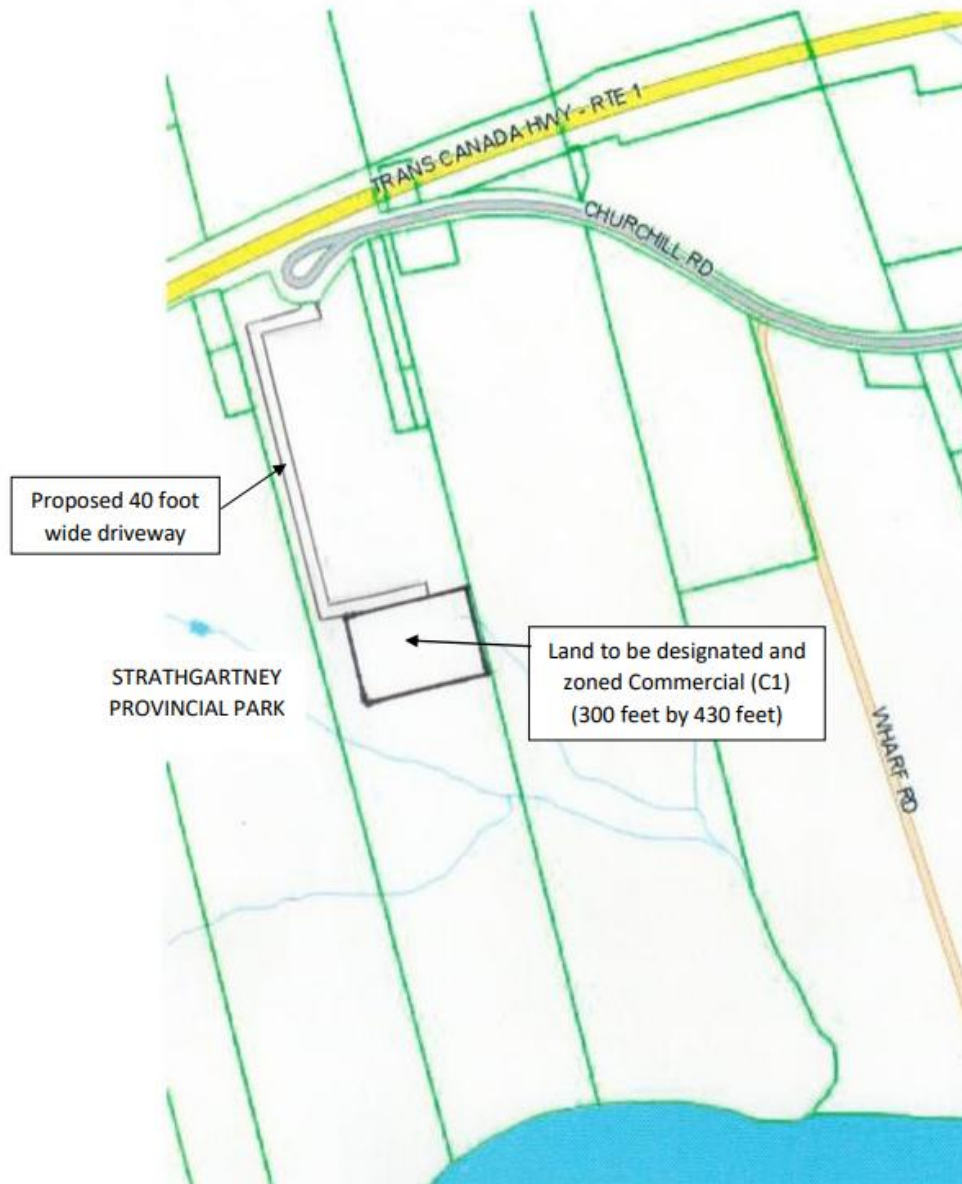 TRANS CANADA HWY - RTE 1
CHURCHILL RD
Proposed 40 foot
wide driveway
Land to be designated and
zoned Commercial (C1)
(300 feet by 430 feet)
STRATHGARTNEY
PROVINCIAL PARK
WHARF RD